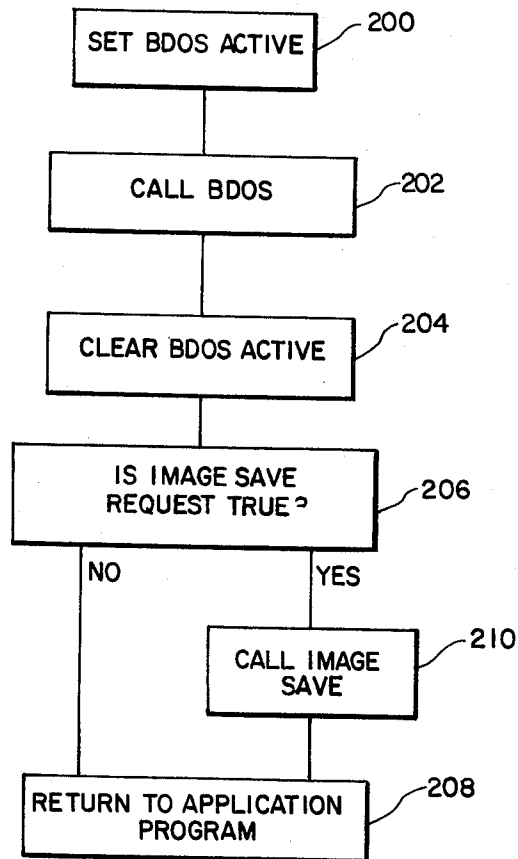 SET BDOS ACTIVE
200
CALL BDOS
202
CLEAR BDOS ACTIVE
204
IS IMAGE SAVE
REQUEST TRUE?
206
NO
YES
CALL IMAGE
SAVE
210
RETURN TO APPLICATION
PROGRAM
208